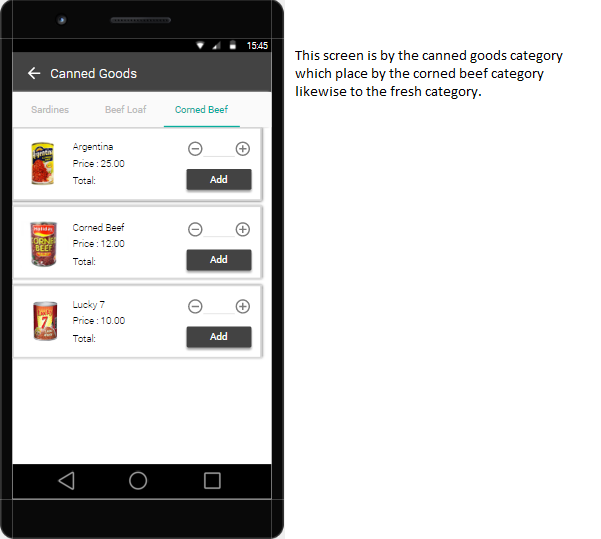 15:45
Canned Goods
Sardines Beef Loaf Corned Beef
Argentina
Price : 25.00
Total:
Add
Corned Beef
Price : 12.00
Total:
Add
Lucky 7
Price : 10.00
Total:
Add
This screen is by the canned goods category
which place by the corned beef category
likewise to the fresh category.